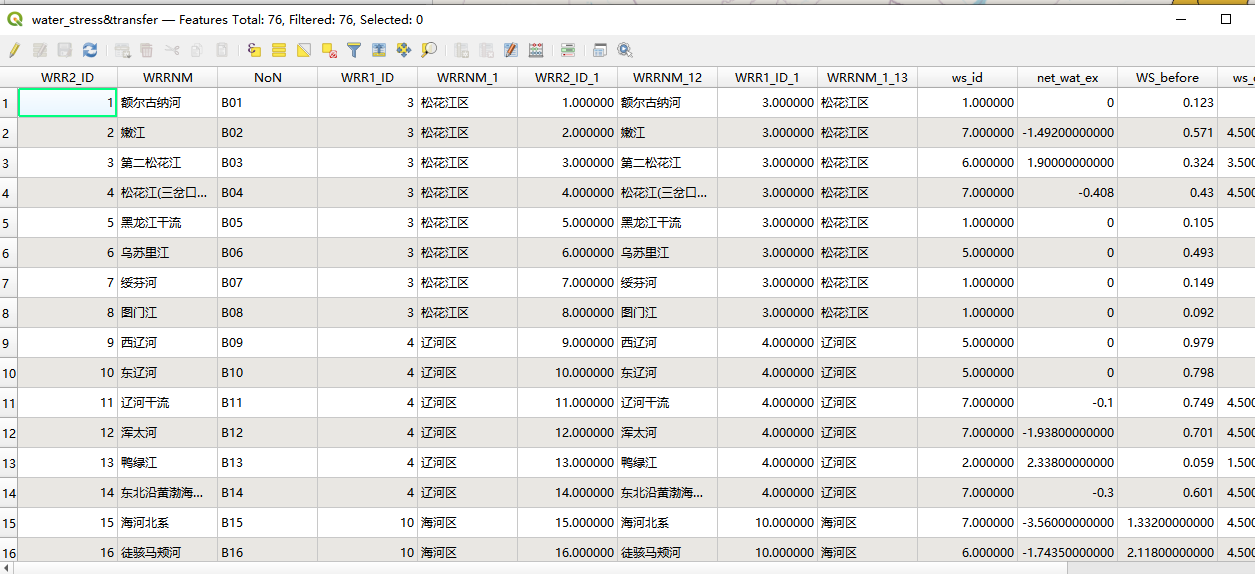 water_stress&transfer — Features Total: 76, Filtered: 76, Selected: 0
WRR2_ID WRRNM NoN WRR1_ID WRRNM_1 WRR2_ID_1 WRRNM_12 WRR1_ID_1 WRRNM_1_13 ws_id net_wat_ex WS_before
1 1 额尔古纳河 B01 3 松花江区 1.000000 额尔古纳河 3.000000 松花江区 1.000000 0 0.123
2 2 嫩江 B02 3 松花江区 2.000000 嫩江 3.000000 松花江区 7.000000 -1.49200000000 0.571 4.500
3 3 第二松花江 B03 3 松花江区 3.000000 第二松花江 3.000000 松花江区 6.000000 1.90000000000 0.324 3.500
4 4 松花江(三岔口... B04 3 松花江区 4.000000 松花江(三岔口... 3.000000 松花江区 7.000000 -0.408 0.43 4.500
5 5 黑龙江干流 B05 3 松花江区 5.000000 黑龙江干流 3.000000 松花江区 1.000000 0 0.105
6 6 乌苏里江 B06 3 松花江区 6.000000 乌苏里江 3.000000 松花江区 5.000000 0 0.493
7 7 绥芬河 B07 3 松花江区 7.000000 绥芬河 3.000000 松花江区 1.000000 0 0.149
8 8 图门江 B08 3 松花江区 8.000000 图门江 3.000000 松花江区 1.000000 0 0.092
9 9 西辽河 B09 4 辽河区 9.000000 西辽河 4.000000 辽河区 5.000000 0 0.979
10 10 东辽河 B10 4 辽河区 10.000000 东辽河 4.000000 辽河区 5.000000 0 0.798
11 11 辽河干流 B11 4 辽河区 11.000000 辽河干流 4.000000 辽河区 7.000000 -0.1 0.749 4.500
12 12 浑太河 B12 4 辽河区 12.000000 浑太河 4.000000 辽河区 7.000000 -1.93800000000 0.701 4.500
13 13 鸭绿江 B13 4 辽河区 13.000000 鸭绿江 4.000000 辽河区 2.000000 2.33800000000 0.059 1.500
14 14 东北沿黄渤海... B14 4 辽河区 14.000000 东北沿黄渤海... 4.000000 辽河区 7.000000 -0.3 0.601 4.500
15 15 海河北系 B15 10 海河区 15.000000 海河北系 10.000000 海河区 7.000000 -3.56000000000 1.33200000000 4.500
16 16 徒骇马颊河 B16 10 海河区 16.000000 徒骇马颊河 10.000000 海河区 6.000000 -1.74350000000 2.11800000000 4.500